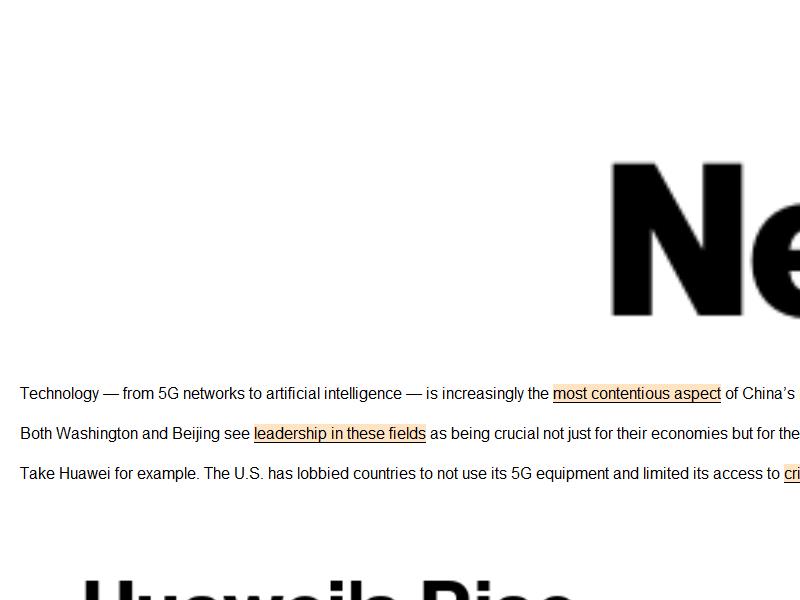 Ne
Technology — from 5G networks to artificial intelligence — is increasingly the most contentious aspect of China’s
Both Washington and Beijing see leadership in these fields as being crucial not just for their economies but for the
Take Huawei for example. The U.S. has lobbied countries to not use its 5G equipment and limited its access to cri
Huawei's Rise